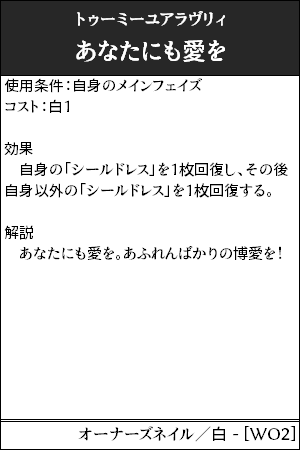 トゥーミーユアラヴリィ
あなたにも愛を
使用条件：自身のメインフェイズ
コスト：白1
効果
　自身の「シールドレス」を1枚回復し、その後
自身以外の「シールドレス」を1枚回復する。
解説
　あなたにも愛を。あふれんばかりの博愛を！
オーナーズネイル／白 - [WO2]